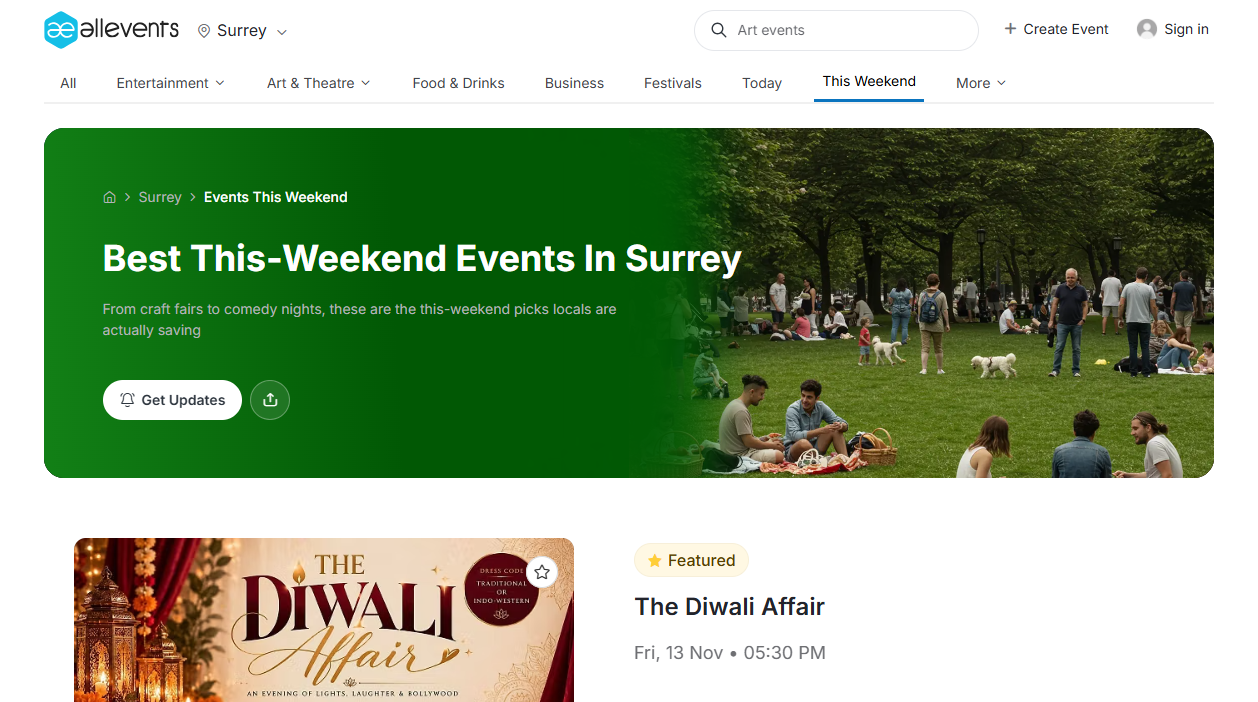 allevents
Surrey
Art events
Create Event
Sign in
All
Entertainment
Art & Theatre
Food & Drinks
Business
Festivals
Today
This Weekend
More
Surrey
Events This Weekend
Best This-Weekend Events In Surrey
From craft fairs to comedy nights, these are the this-weekend picks locals are
actually saving
Get Updates
THE
DIWALI
Affair
AN EVENING OF LIGHTS, LAUGHTER & BOLLYWOOD
DRESS CODE
TRADITIONAL
OR
INDO-WESTERN
Featured
The Diwali Affair
Fri, 13 Nov • 05:30 PM